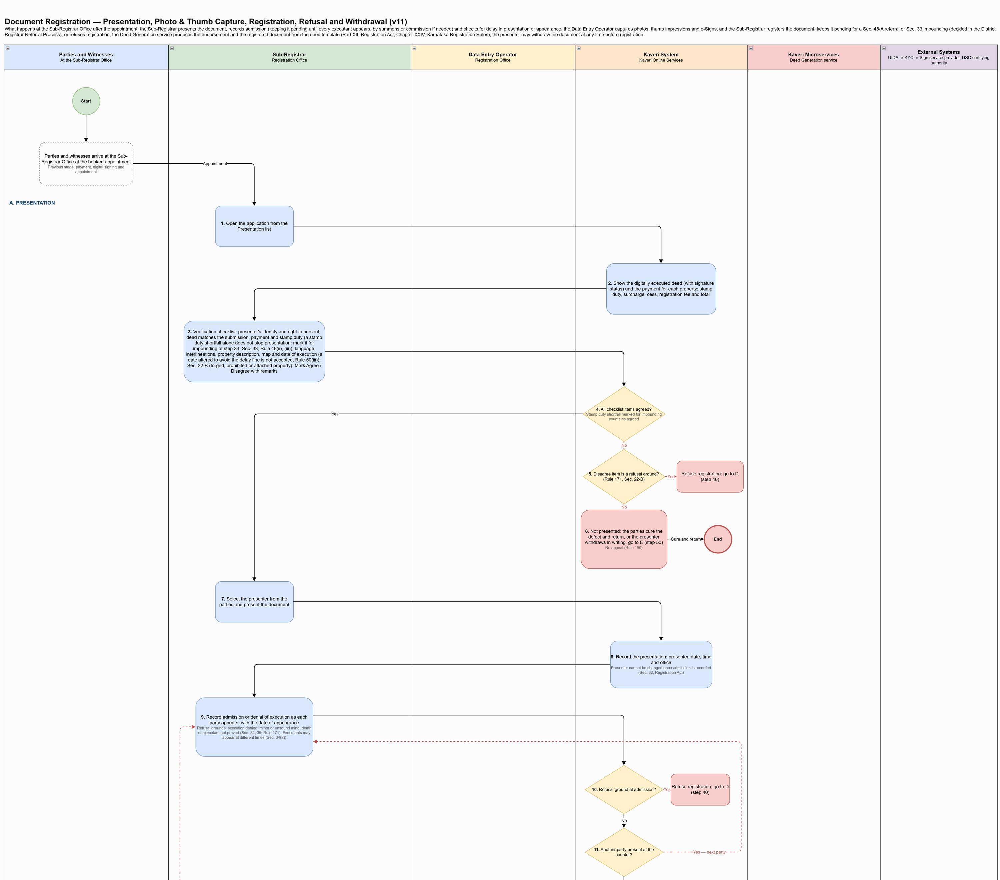 Document Registration — Presentation, Photo & Thumb Capture, Registration, Refusal and Withdrawal (v11)
What happens at the Sub-Registrar Office after the appointment: the Sub-Registrar presents the document, records admission (keeping it pending until every executant appears, by summons or commission if needed) and checks for delay in presentation or appearance, the Data Entry Operator captures photos, thumb impressions and e-Signs, and the Sub-Registrar registers the document, keeps it pending for a Sec. 45-A referral or Sec. 33 impounding (decided in the District
Registrar Referral Process), or refuses registration; the Deed Generation service produces the endorsement and the registered document from the deed template (Part XII, Registration Act; Chapter XXIV, Karnataka Registration Rules); the presenter may withdraw the document at any time before registration
Parties and Witnesses
At the Sub-Registrar Office
Sub-Registrar
Registration Office
Data Entry Operator
Registration Office
Kaveri System
Kaveri Online Services
Kaveri Microservices
Deed Generation service
External Systems
UIDAI e-KYC, e-Sign service provider, DSC certifying
authority
Start
Parties and witnesses arrive at the Sub-
Registrar Office at the booked appointment
Previous stage: payment, digital signing and
appointment
Appointment
A. PRESENTATION
1. Open the application from the
Presentation list
2. Show the digitally executed deed (with signature
status) and the payment for each property: stamp
duty, surcharge, cess, registration fee and total
3. Verification checklist: presenter's identity and right to present;
deed matches the submission; payment and stamp duty (a stamp
duty shortfall alone does not stop presentation: mark it for
impounding at step 34, Sec. 33; Rule 46(ii), (iii)); language,
interlineations, property description, map and date of execution (a
date altered to avoid the delay fine is not accepted, Rule 50(iii));
Sec. 22-B (forged, prohibited or attached property). Mark Agree /
Disagree with remarks
4. All checklist items agreed?
Stamp duty shortfall marked for impounding
counts as agreed
Yes
No
5. Disagree item is a refusal ground?
(Rule 171, Sec. 22-B)
Yes
Refuse registration: go to D
(step 40)
No
6. Not presented: the parties cure the
defect and return, or the presenter
withdraws in writing: go to E (step 50)
No appeal (Rule 190)
Cure and return
End
7. Select the presenter from the
parties and present the document
8. Record the presentation: presenter, date, time
and office
Presenter cannot be changed once admission is recorded
(Sec. 32, Registration Act)
9. Record admission or denial of execution as each
party appears, with the date of appearance
Refusal grounds: execution denied; minor or unsound mind; death
of executant not proved (Sec. 34, 35; Rule 171). Executants may
appear at different times (Sec. 34(2))
10. Refusal ground at admission?
Yes
Refuse registration: go to D
(step 40)
No
11. Another party present at the
counter?
Yes — next party